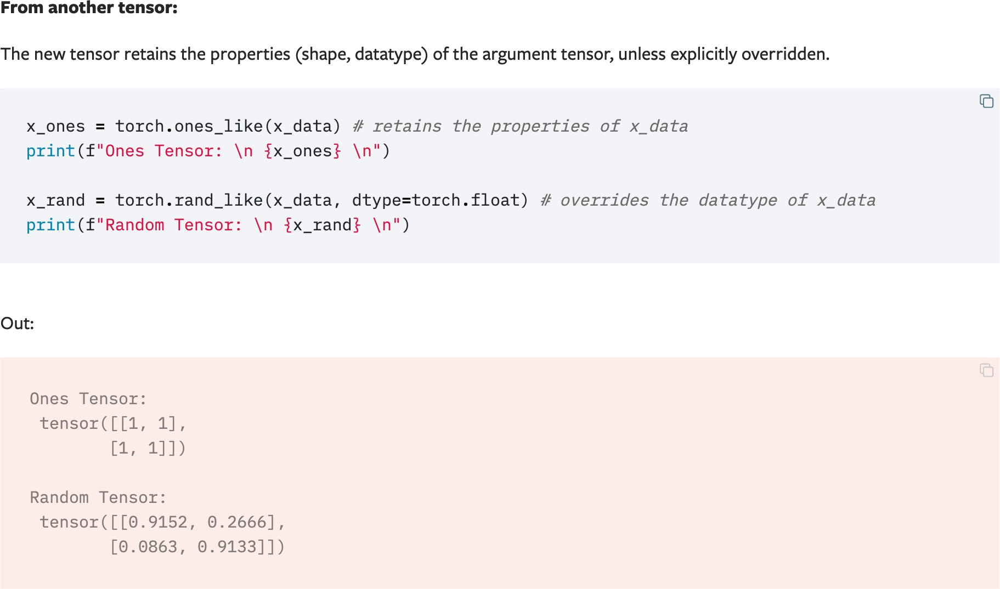 From another tensor:
The new tensor retains the properties (shape, datatype) of the argument tensor, unless explicitly overridden.
x_ones = torch.ones_like(x_data) # retains the properties of x_data
print(f"Ones Tensor: \n {x_ones} \n")
x_rand = torch.rand_like(x_data, dtype=torch.float) # overrides the datatype of x_data
print(f"Random Tensor: \n {x_rand} \n")
Out:
Ones Tensor:
 tensor([[1, 1],
        [1, 1]])
Random Tensor:
 tensor([[0.9152, 0.2666],
        [0.0863, 0.9133]])